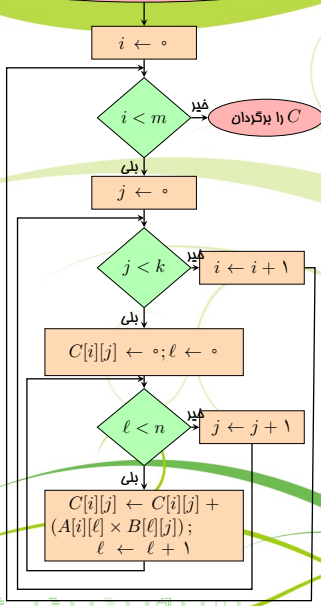 i ← ۰
i < m
خیر
C را برگردان
بلی
j ← ۰
j < k
خیر
i ← i + ۱
بلی
C[i][j] ← ۰; ℓ ← ۰
ℓ < n
خیر
j ← j + ۱
بلی
C[i][j] ← C[i][j] +
(A[i][ℓ] × B[ℓ][j]);
ℓ ← ℓ + ۱